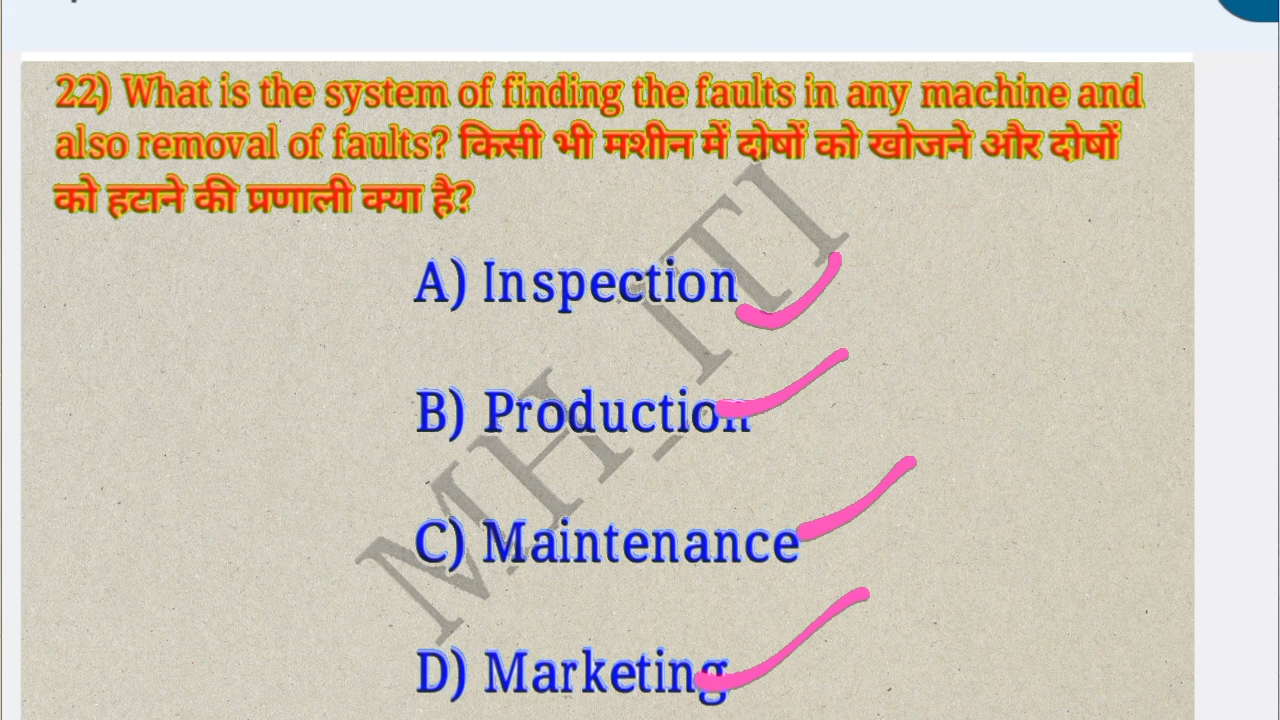 22) What is the system of finding the faults in any machine and
also removal of faults? किसी भी मशीन में दोषों को खोजने और दोषों
को हटाने की प्रणाली क्या है?
A) Inspection
B) Production
C) Maintenance
D) Marketing
MH_ITI